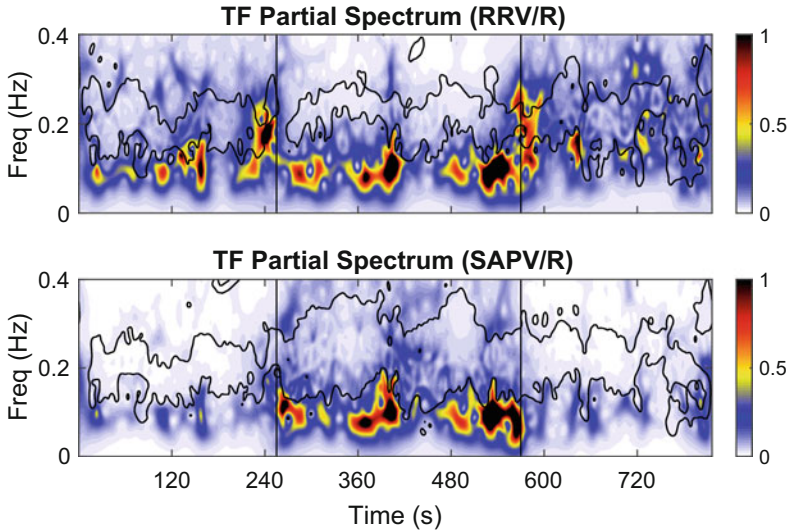 TF Partial Spectrum (RRV/R)
Freq (Hz)
0.4
0.2
0
1
0.5
0
TF Partial Spectrum (SAPV/R)
Freq (Hz)
0.4
0.2
0
1
0.5
0
120 240 360 480 600 720
Time (s)